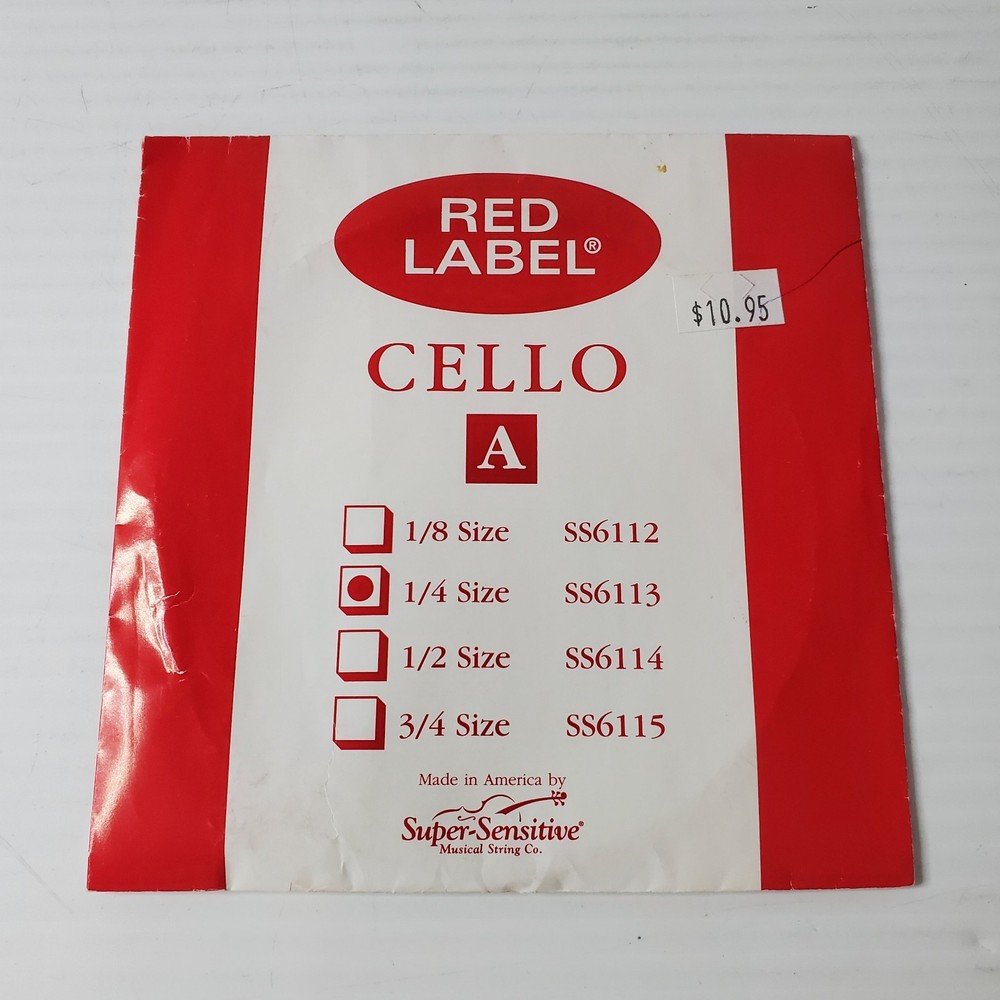 RED
LABEL®
$10.95
CELLO
A
1/8 Size SS6112
1/4 Size SS6113
1/2 Size SS6114
3/4 Size SS6115
Made in America by
Super-Sensitive®
Musical String Co.